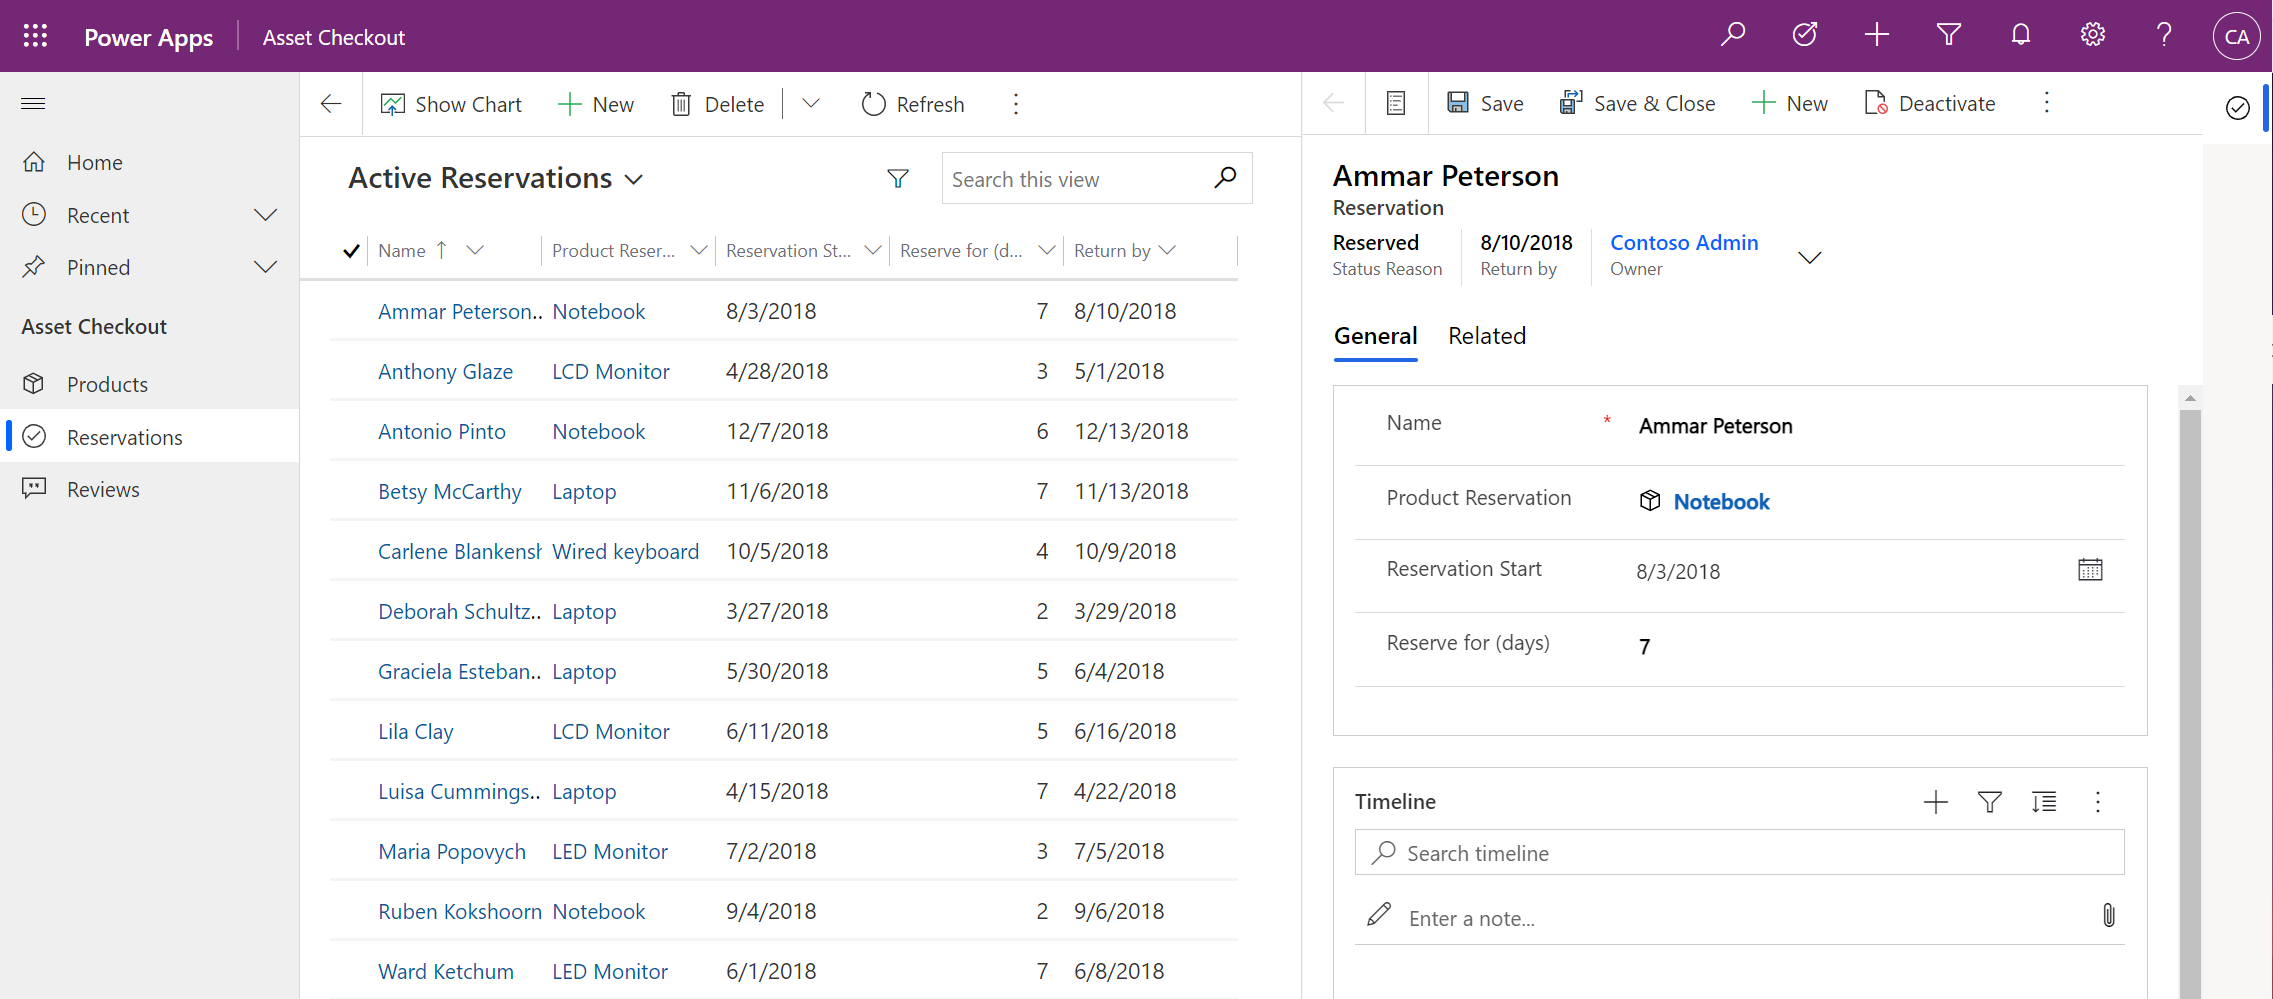 Power Apps
Asset Checkout
CA
Show Chart
New
Delete
Refresh
Save
Save & Close
New
Deactivate
Home
Recent
Pinned
Asset Checkout
Products
Reservations
Reviews
Active Reservations
Search this view
Name Product Reser... Reservation St... Reserve for (d... Return by
Ammar Peterson.. Notebook 8/3/2018 7 8/10/2018
Anthony Glaze LCD Monitor 4/28/2018 3 5/1/2018
Antonio Pinto Notebook 12/7/2018 6 12/13/2018
Betsy McCarthy Laptop 11/6/2018 7 11/13/2018
Carlene Blankensh Wired keyboard 10/5/2018 4 10/9/2018
Deborah Schultz.. Laptop 3/27/2018 2 3/29/2018
Graciela Esteban.. Laptop 5/30/2018 5 6/4/2018
Lila Clay LCD Monitor 6/11/2018 5 6/16/2018
Luisa Cummings.. Laptop 4/15/2018 7 4/22/2018
Maria Popovych LED Monitor 7/2/2018 3 7/5/2018
Ruben Kokshoorn Notebook 9/4/2018 2 9/6/2018
Ward Ketchum LED Monitor 6/1/2018 7 6/8/2018
Ammar Peterson
Reservation
Reserved 8/10/2018 Contoso Admin
Status Reason Return by Owner
General Related
Name * Ammar Peterson
Product Reservation Notebook
Reservation Start 8/3/2018
Reserve for (days) 7
Timeline
Search timeline
Enter a note...